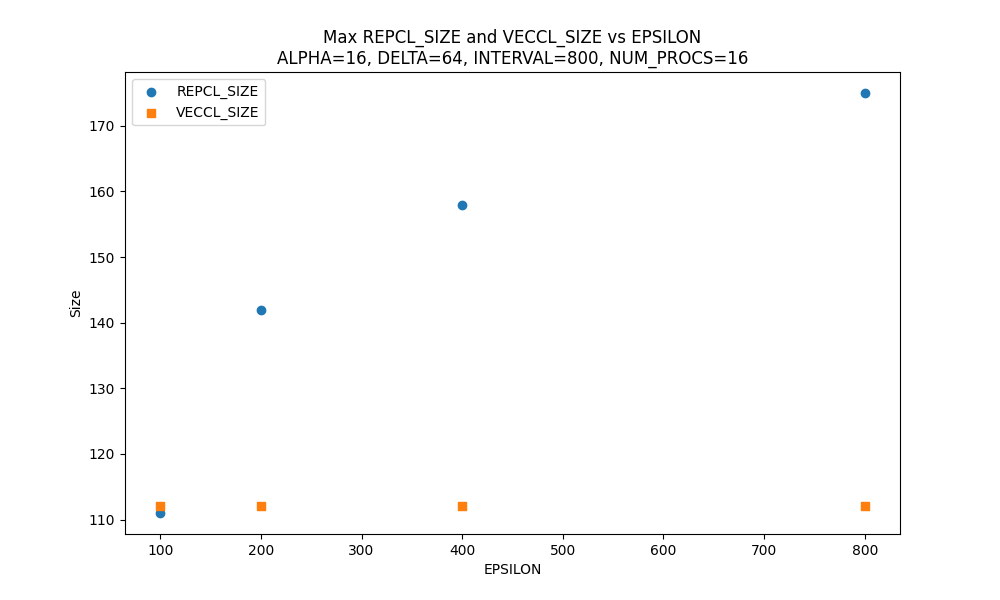 Max REPCL_SIZE and VECCL_SIZE vs EPSILON
ALPHA=16, DELTA=64, INTERVAL=800, NUM_PROCS=16
REPCL_SIZE
VECCL_SIZE
Size
170
160
150
140
130
120
110
100 200 300 400 500 600 700 800
EPSILON